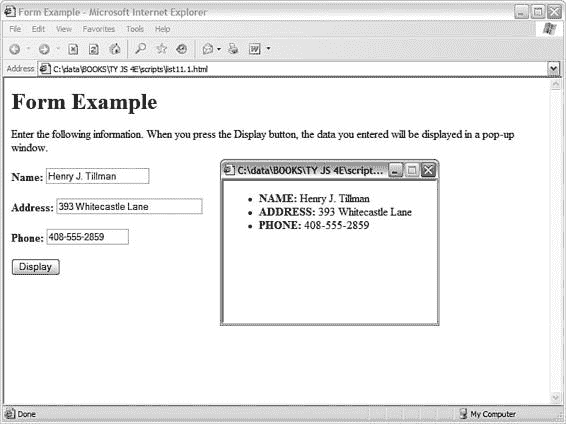 Form Example - Microsoft Internet Explorer
File Edit View Favorites Tools Help
Address C:\data\BOOKS\TY JS 4E\scripts\list11.1.html
Form Example
Enter the following information. When you press the Display button, the data you entered will be displayed in a pop-up
window.
Name: Henry J. Tillman
Address: 393 Whitecastle Lane
Phone: 408-555-2859
Display
C:\data\BOOKS\TY JS 4E\script...
• NAME: Henry J. Tillman
• ADDRESS: 393 Whitecastle Lane
• PHONE: 408-555-2859
Done My Computer